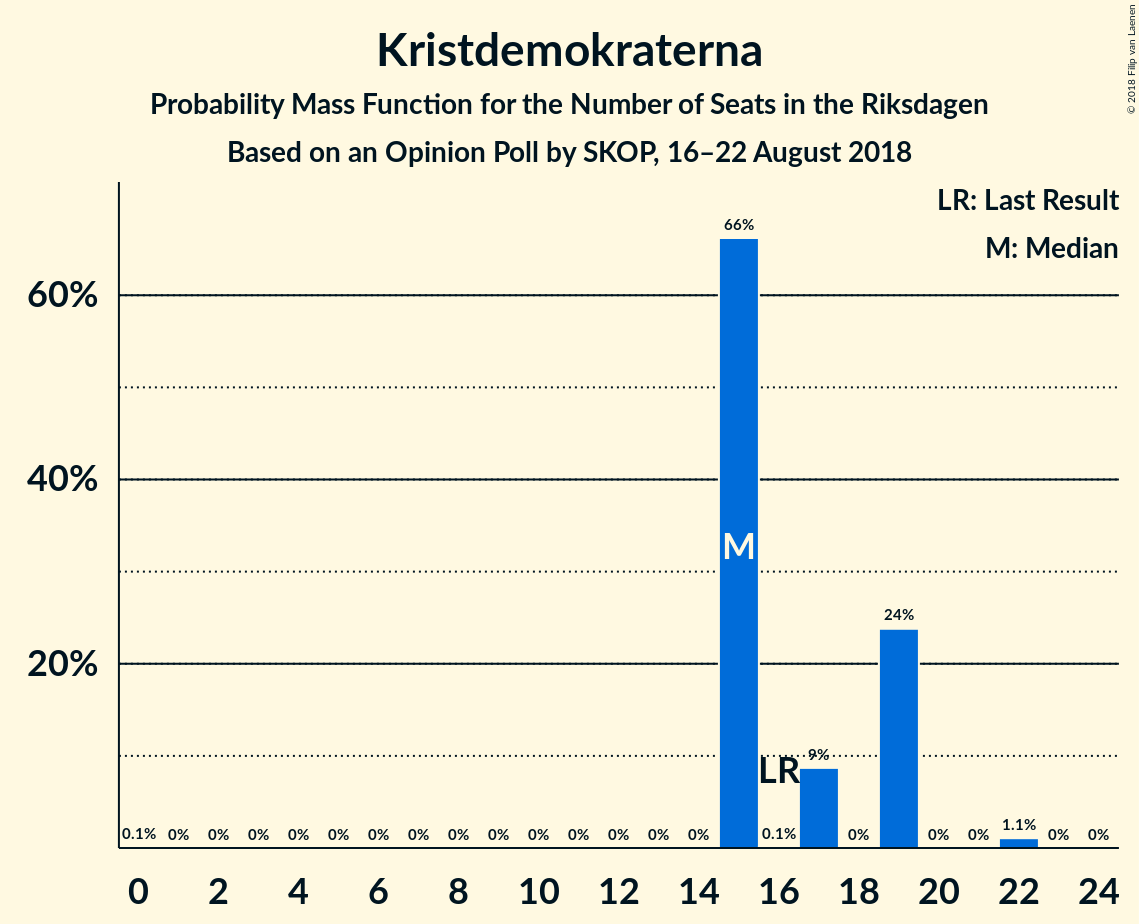 Kristdemokraterna
Probability Mass Function for the Number of Seats in the Riksdagen
Based on an Opinion Poll by SKOP, 16–22 August 2018
© 2018 Filip van Laenen
LR: Last Result
M: Median
66%
60%
40%
M
24%
20%
9%
LR
0.1% 0% 0% 0% 0% 0% 0% 0% 0% 0% 0% 0% 0% 0% 0% 0.1% 0% 0% 0% 1.1% 0% 0%
0 2 4 6 8 10 12 14 16 18 20 22 24